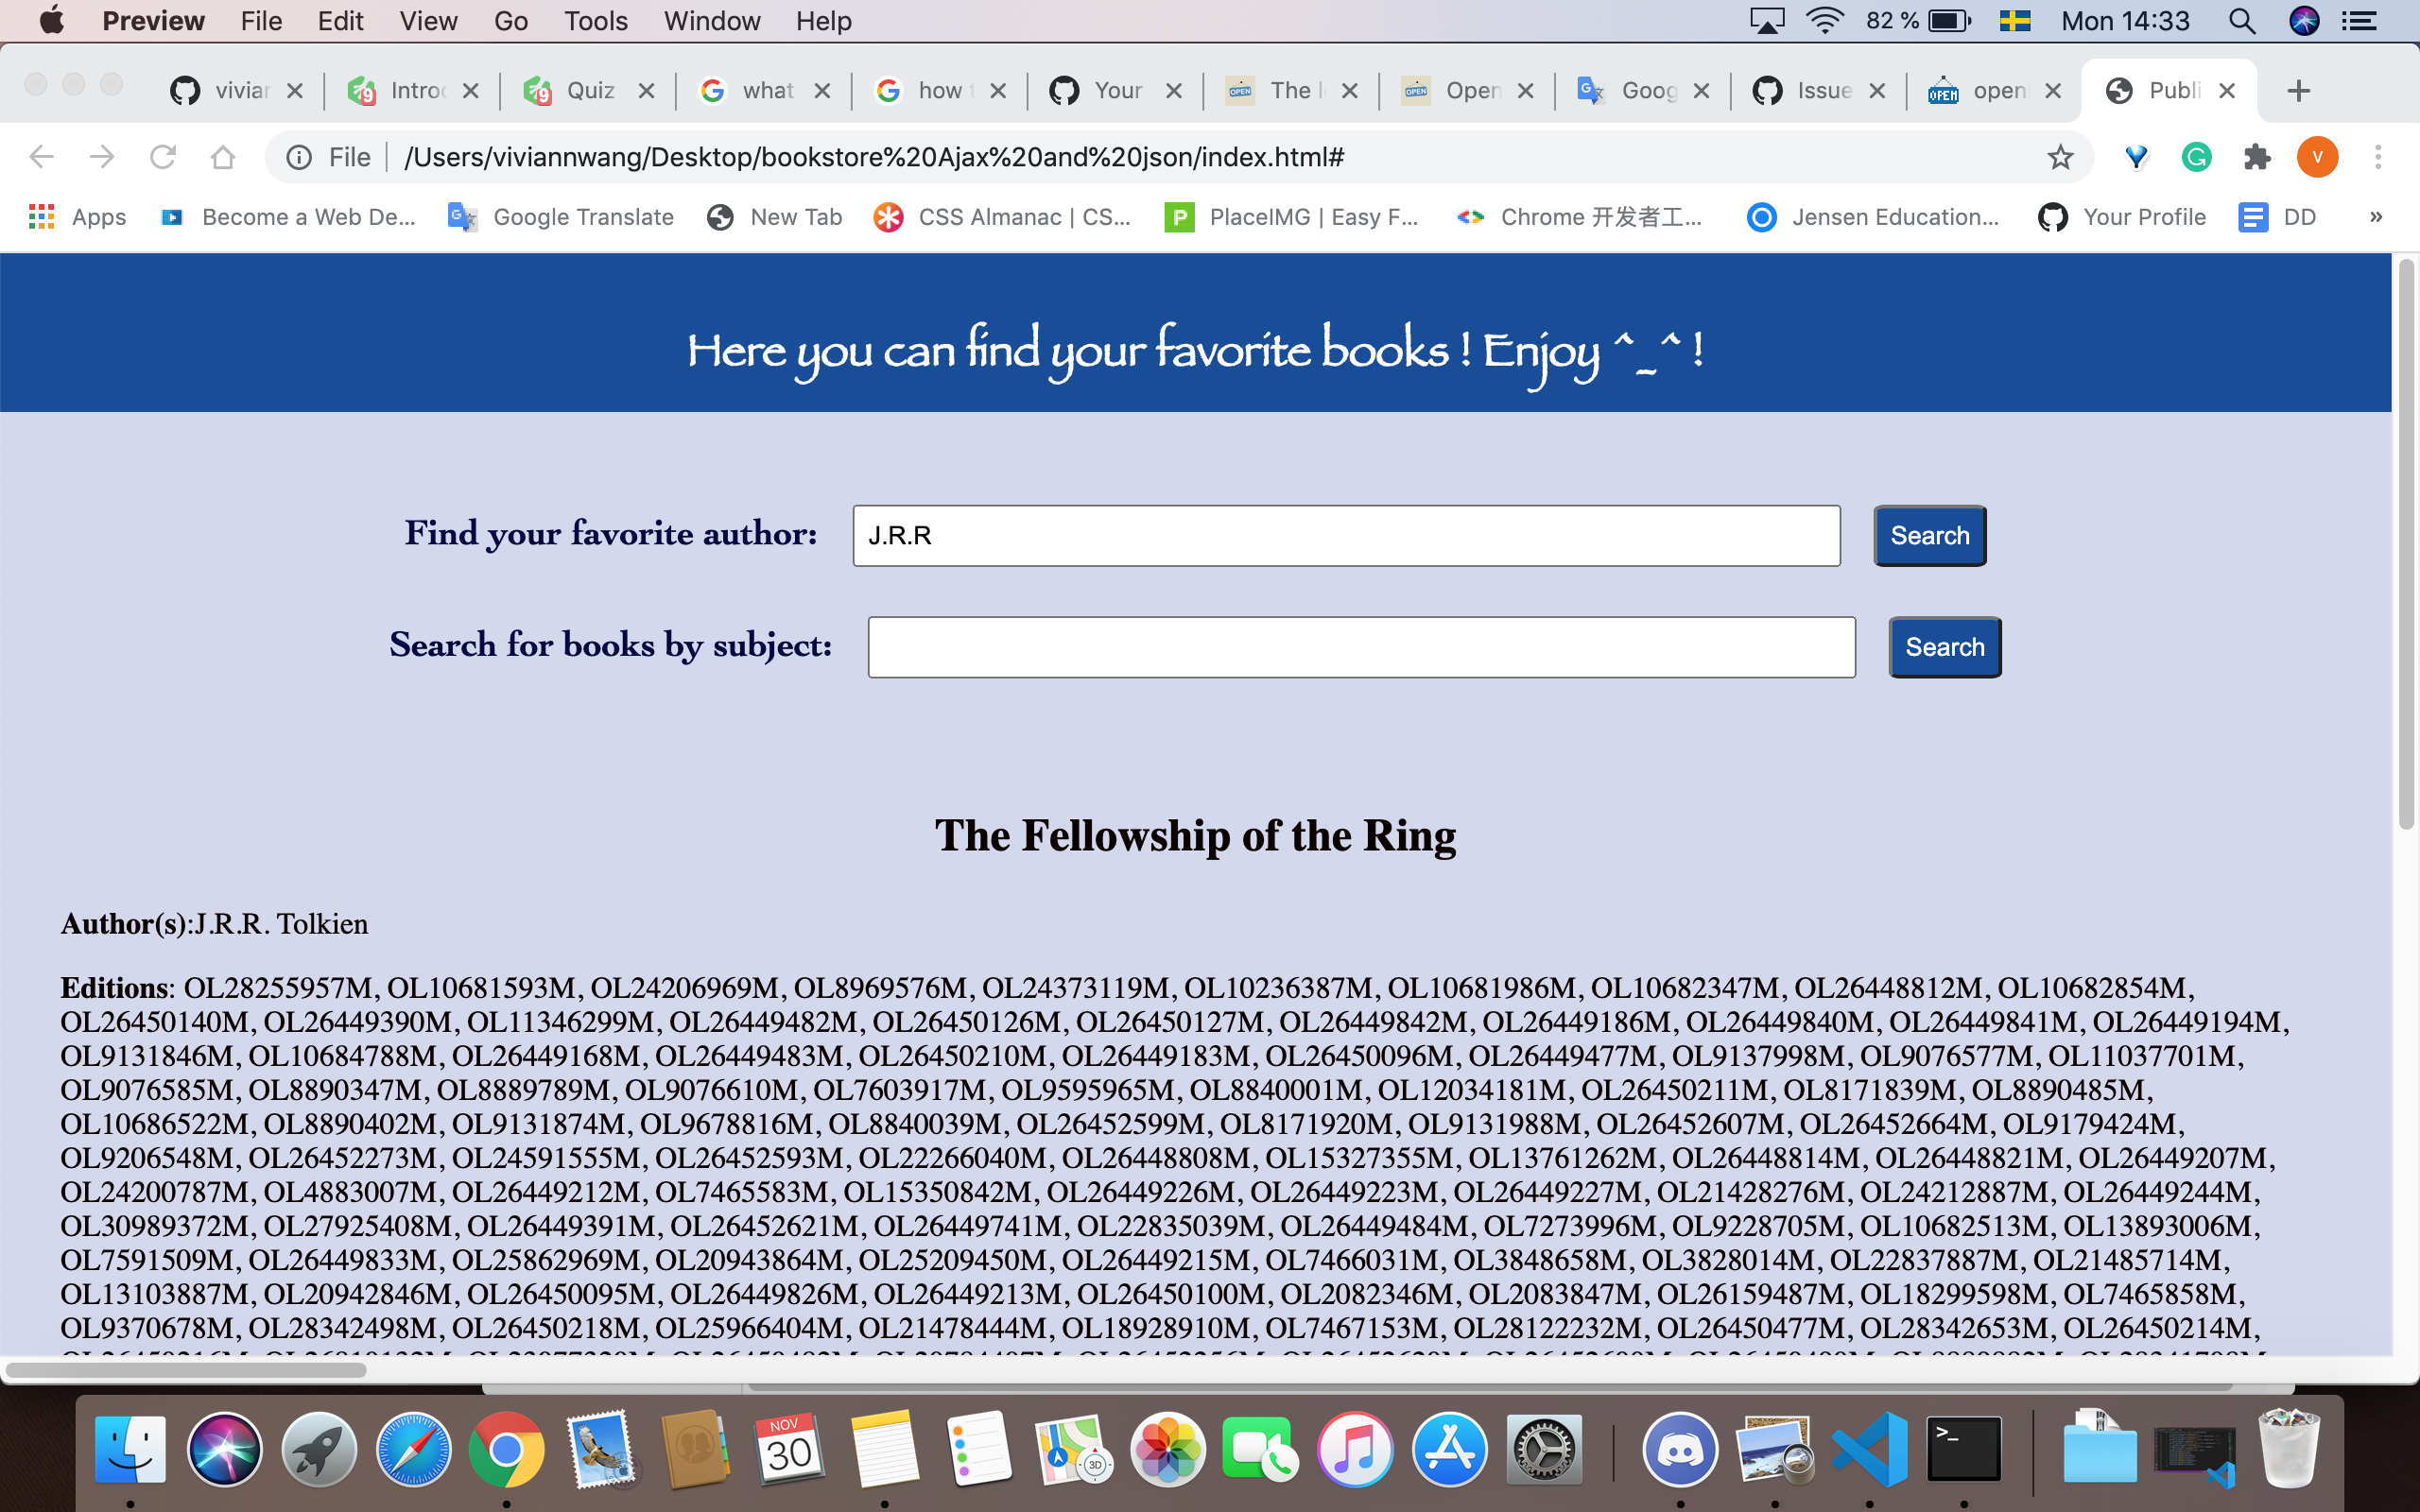 Preview File Edit View Go Tools Window Help 82 % Mon 14:33
vivian Introd Quiz what how t Your The l Open Goog Issue open Publi
File /Users/viviannwang/Desktop/bookstore%20Ajax%20and%20json/index.html# V
Apps Become a Web De... Google Translate New Tab CSS Almanac | CS... PlaceIMG | Easy F... Chrome 开发者工... Jensen Education... Your Profile DD »
Here you can find your favorite books ! Enjoy ^_^ !
Find your favorite author: J.R.R Search
Search for books by subject: Search
The Fellowship of the Ring
Author(s):J.R.R. Tolkien
Editions: OL28255957M, OL10681593M, OL24206969M, OL8969576M, OL24373119M, OL10236387M, OL10681986M, OL10682347M, OL26448812M, OL10682854M,
OL26450140M, OL26449390M, OL11346299M, OL26449482M, OL26450126M, OL26450127M, OL26449842M, OL26449186M, OL26449840M, OL26449841M, OL26449194M,
OL9131846M, OL10684788M, OL26449168M, OL26449483M, OL26450210M, OL26449183M, OL26450096M, OL26449477M, OL9137998M, OL9076577M, OL11037701M,
OL9076585M, OL8890347M, OL8889789M, OL9076610M, OL7603917M, OL9595965M, OL8840001M, OL12034181M, OL26450211M, OL8171839M, OL8890485M,
OL10686522M, OL8890402M, OL9131874M, OL9678816M, OL8840039M, OL26452599M, OL8171920M, OL9131988M, OL26452607M, OL26452664M, OL9179424M,
OL9206548M, OL26452273M, OL24591555M, OL26452593M, OL22266040M, OL26448808M, OL15327355M, OL13761262M, OL26448814M, OL26448821M, OL26449207M,
OL24200787M, OL4883007M, OL26449212M, OL7465583M, OL15350842M, OL26449226M, OL26449223M, OL26449227M, OL21428276M, OL24212887M, OL26449244M,
OL30989372M, OL27925408M, OL26449391M, OL26452621M, OL26449741M, OL22835039M, OL26449484M, OL7273996M, OL9228705M, OL10682513M, OL13893006M,
OL7591509M, OL26449833M, OL25862969M, OL20943864M, OL25209450M, OL26449215M, OL7466031M, OL3848658M, OL3828014M, OL22837887M, OL21485714M,
OL13103887M, OL20942846M, OL26450095M, OL26449826M, OL26449213M, OL26450100M, OL2082346M, OL2083847M, OL26159487M, OL18299598M, OL7465858M,
OL9370678M, OL28342498M, OL26450218M, OL25966404M, OL21478444M, OL18928910M, OL7467153M, OL28122232M, OL26450477M, OL28342653M, OL26450214M,
NOV
30
3D